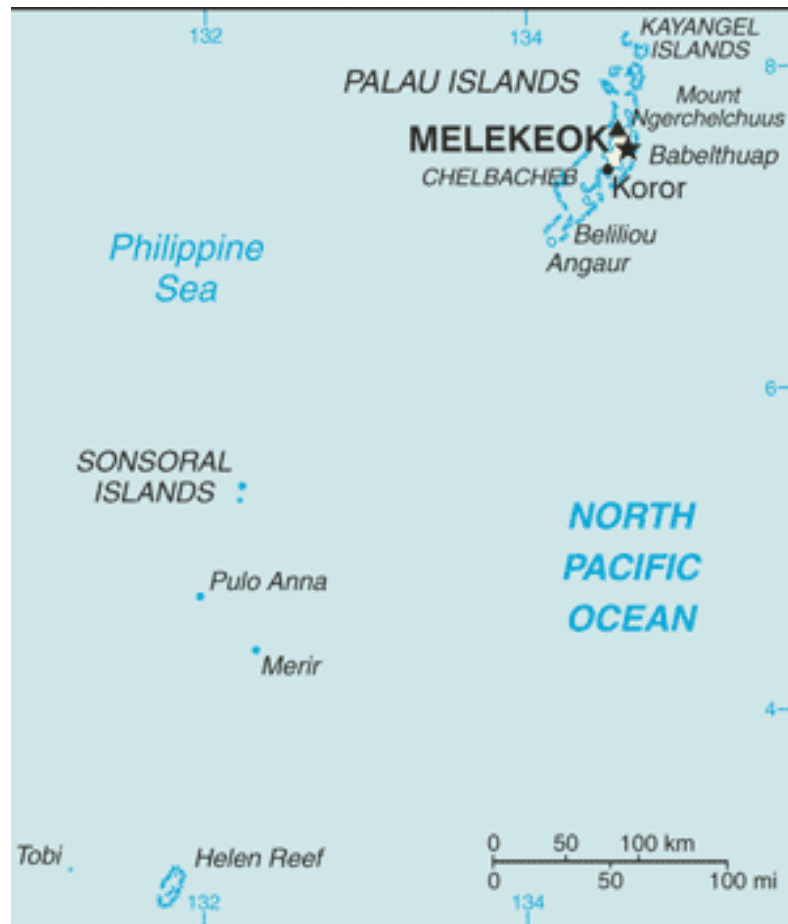 132
134
KAYANGEL
ISLANDS
8
PALAU ISLANDS
Mount
Ngerchelchuus
MELEKEOK
Babelthuap
CHELBACHEB
Koror
Beliliou
Angaur
Philippine
Sea
6
SONSORAL
ISLANDS
NORTH
PACIFIC
OCEAN
Pulo Anna
Merir
4
Tobi
Helen Reef
0 50 100 km
0 50 100 mi
132
134